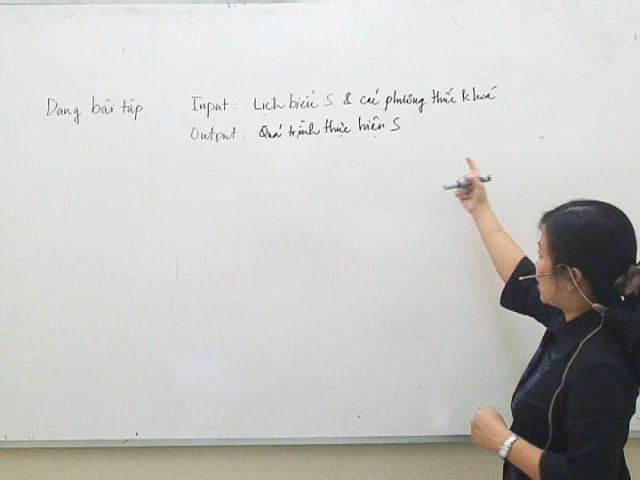 Dạng bài tập Input: Lịch biểu S & các phương thức khoá
Output: Quá trình thực hiện S